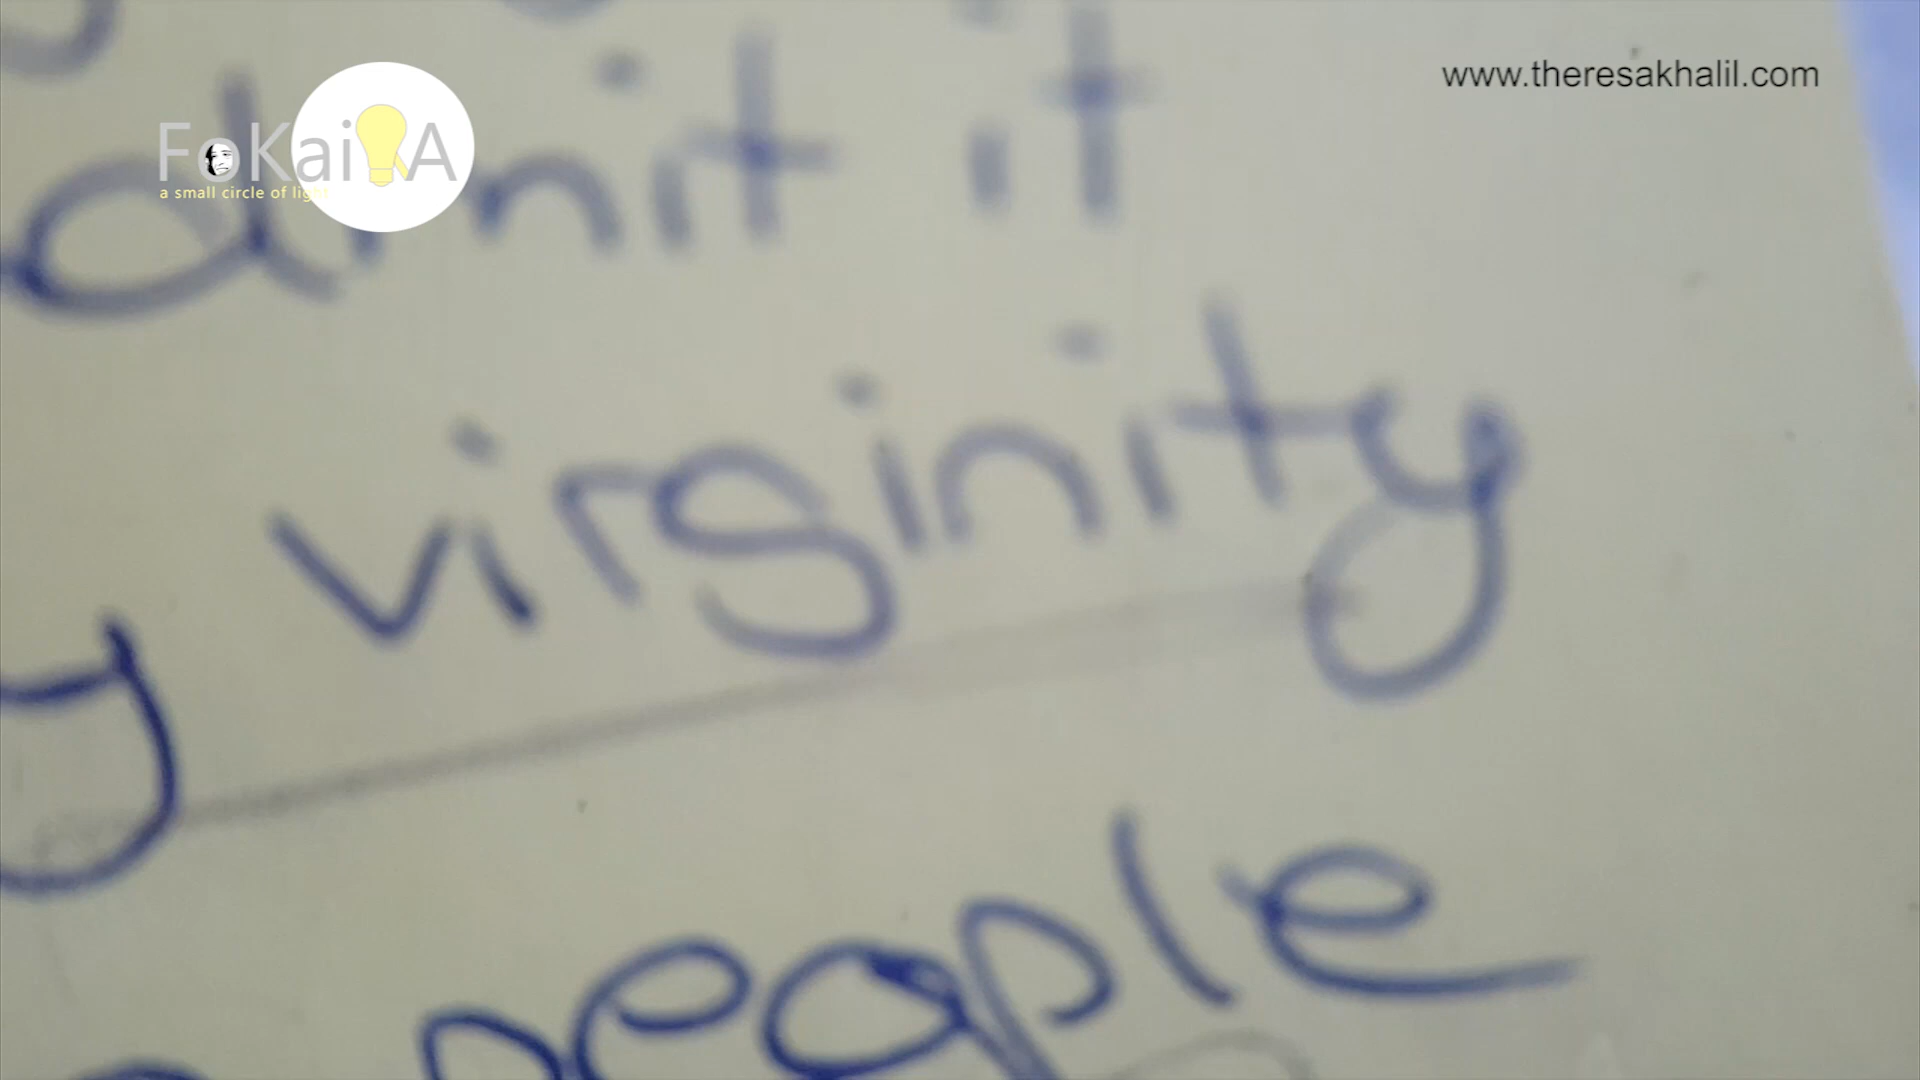 www.theresakhalil.com
FoKaiA
a small circle of light
admit it
virginity
people